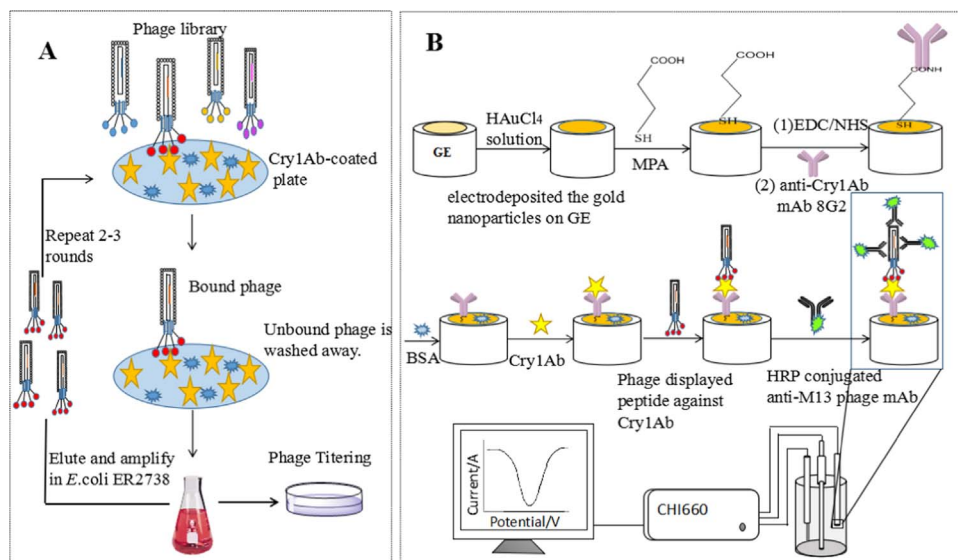 A
Phage library
Cry1Ab-coated
plate
Repeat 2-3
rounds
Bound phage
Unbound phage is
washed away.
Elute and amplify
in E.coli ER2738
Phage Titering
B
GE
HAuCl4
solution
electrodeposited the gold
nanoparticles on GE
COOH
SH
MPA
COOH
SH
(1)EDC/NHS
(2) anti-Cry1Ab
mAb 8G2
CONH
SH
BSA
Cry1Ab
Phage displayed
peptide against
Cry1Ab
HRP conjugated
anti-M13 phage mAb
Current/A
Potential/V
CHI660